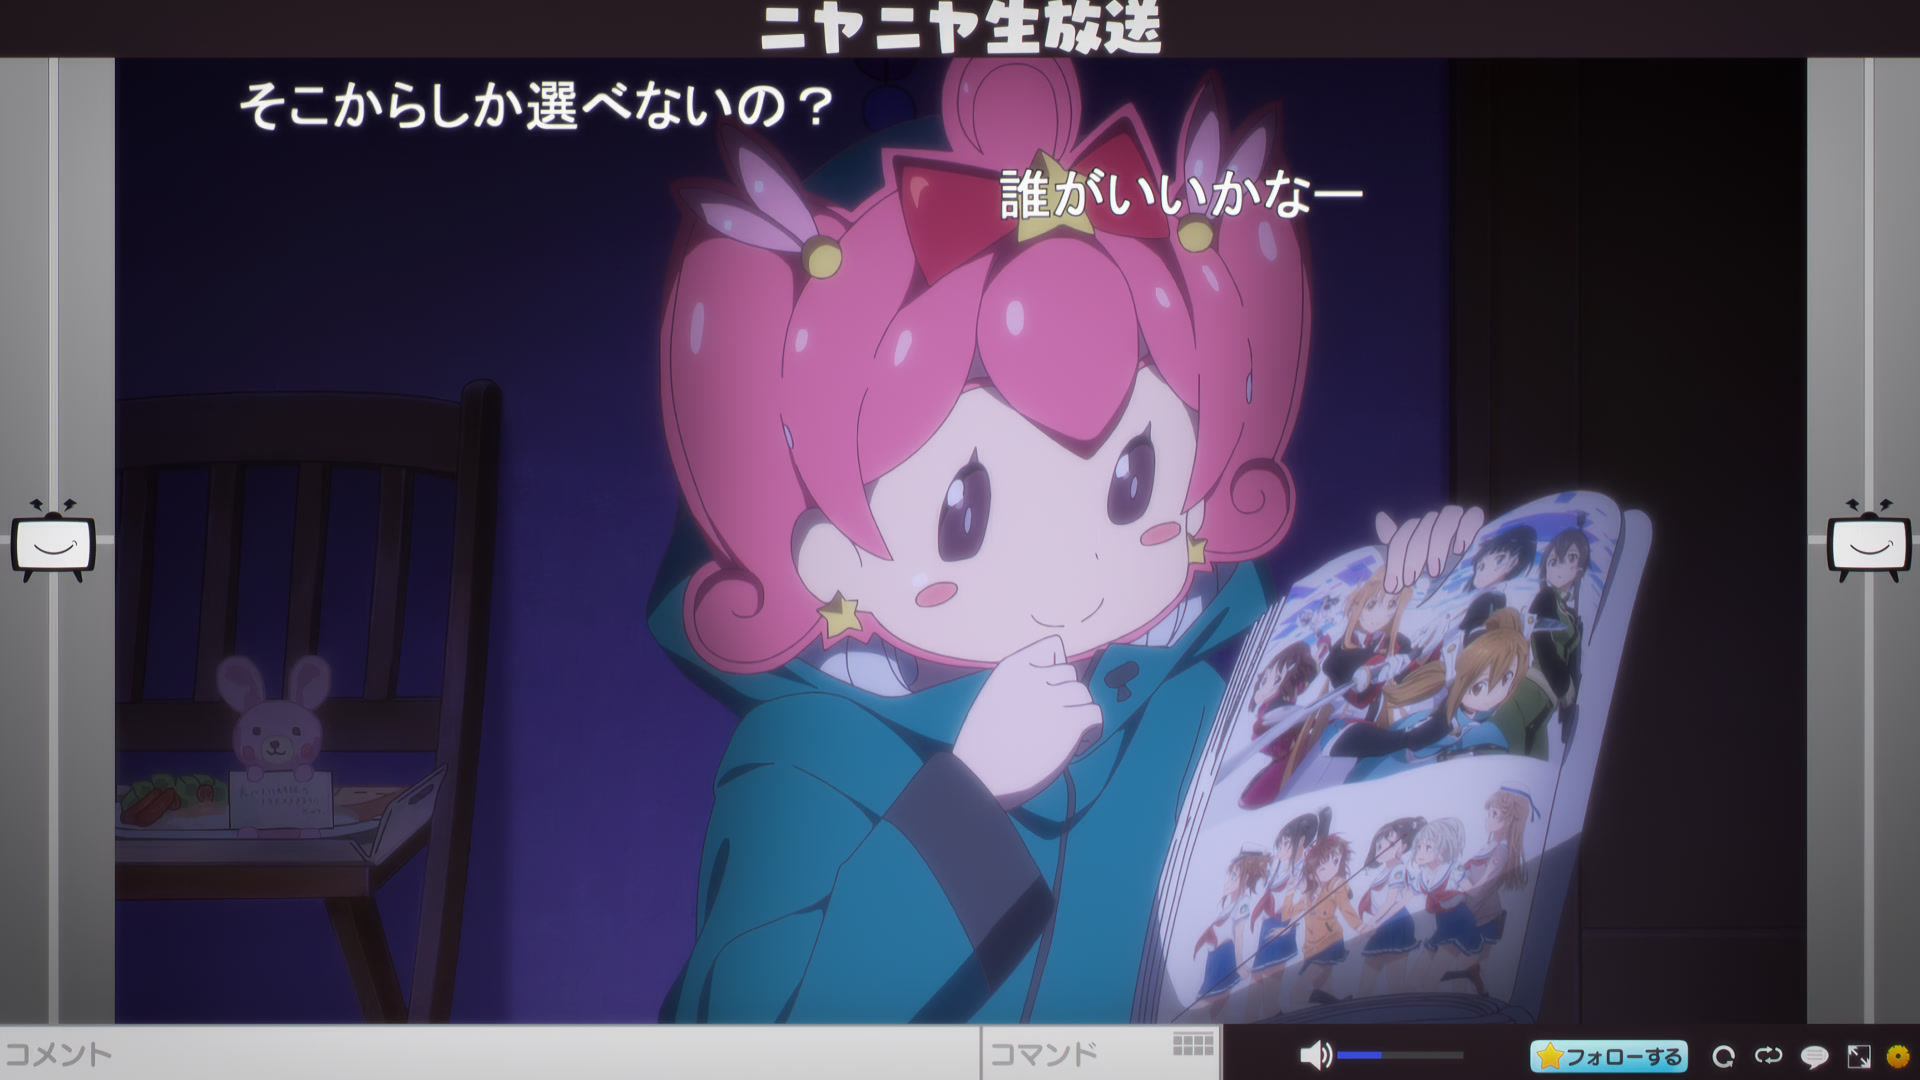 ニヤニヤ生放送
そこからしか選べないの？
誰がいいかなー
コメント
コマンド
フォローする